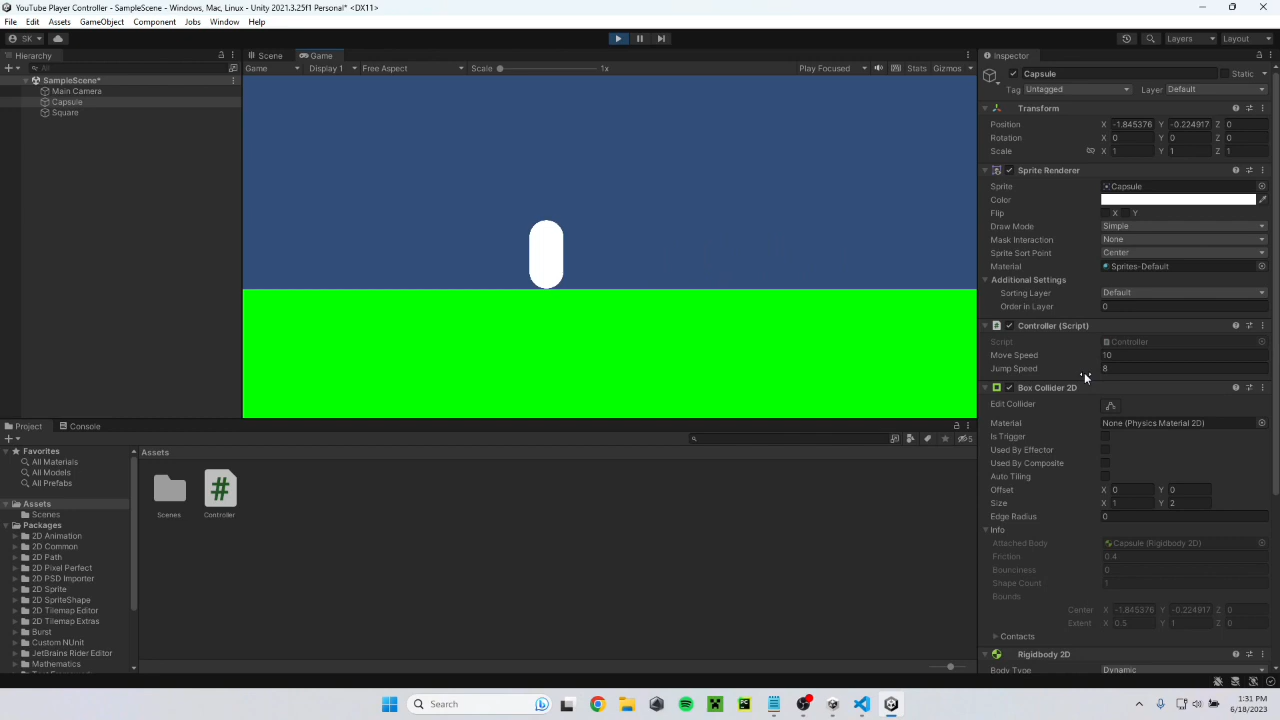 YouTube Player Controller - SampleScene - Windows, Mac, Linux - Unity 2021.3.25f1 Personal* <DX11>
File Edit Assets GameObject Component Jobs Window Help
SK Layers Layout
Hierarchy Scene Game Inspector
All Game Display 1 Free Aspect Scale 1x Play Focused Stats Gizmos
Capsule Static
SampleScene*
Tag Untagged Layer Default
Main Camera
Capsule
Square
Transform
Position X -1.845376 Y -0.224917 Z 0
Rotation X 0 Y 0 Z 0
Scale X 1 Y 1 Z 1
Sprite Renderer
Sprite Capsule
Color
Flip X Y
Draw Mode Simple
Mask Interaction None
Sprite Sort Point Center
Material Sprites-Default
Additional Settings
Sorting Layer Default
Order in Layer 0
Controller (Script)
Script Controller
Move Speed 10
Jump Speed 8
Box Collider 2D
Edit Collider
Material None (Physics Material 2D)
Is Trigger
Used By Effector
Used By Composite
Auto Tiling
Offset X 0 Y 0
Size X 1 Y 2
Edge Radius 0
Info
Attached Body Capsule (Rigidbody 2D)
Friction 0.4
Bounciness 0
Shape Count 1
Bounds
Center X -1.845376 Y -0.224917 Z 0
Extent X 0.5 Y 1 Z 0
Contacts
Rigidbody 2D
Body Type Dynamic
Project Console
5
Favorites
All Materials
All Models
All Prefabs
Assets
Scenes
Packages
2D Animation
2D Common
2D Path
2D Pixel Perfect
2D PSD Importer
2D Sprite
2D SpriteShape
2D Tilemap Editor
2D Tilemap Extras
Burst
Custom NUnit
JetBrains Rider Editor
Mathematics
Assets
#
Scenes Controller
Search
5:31 PM
6/18/2023